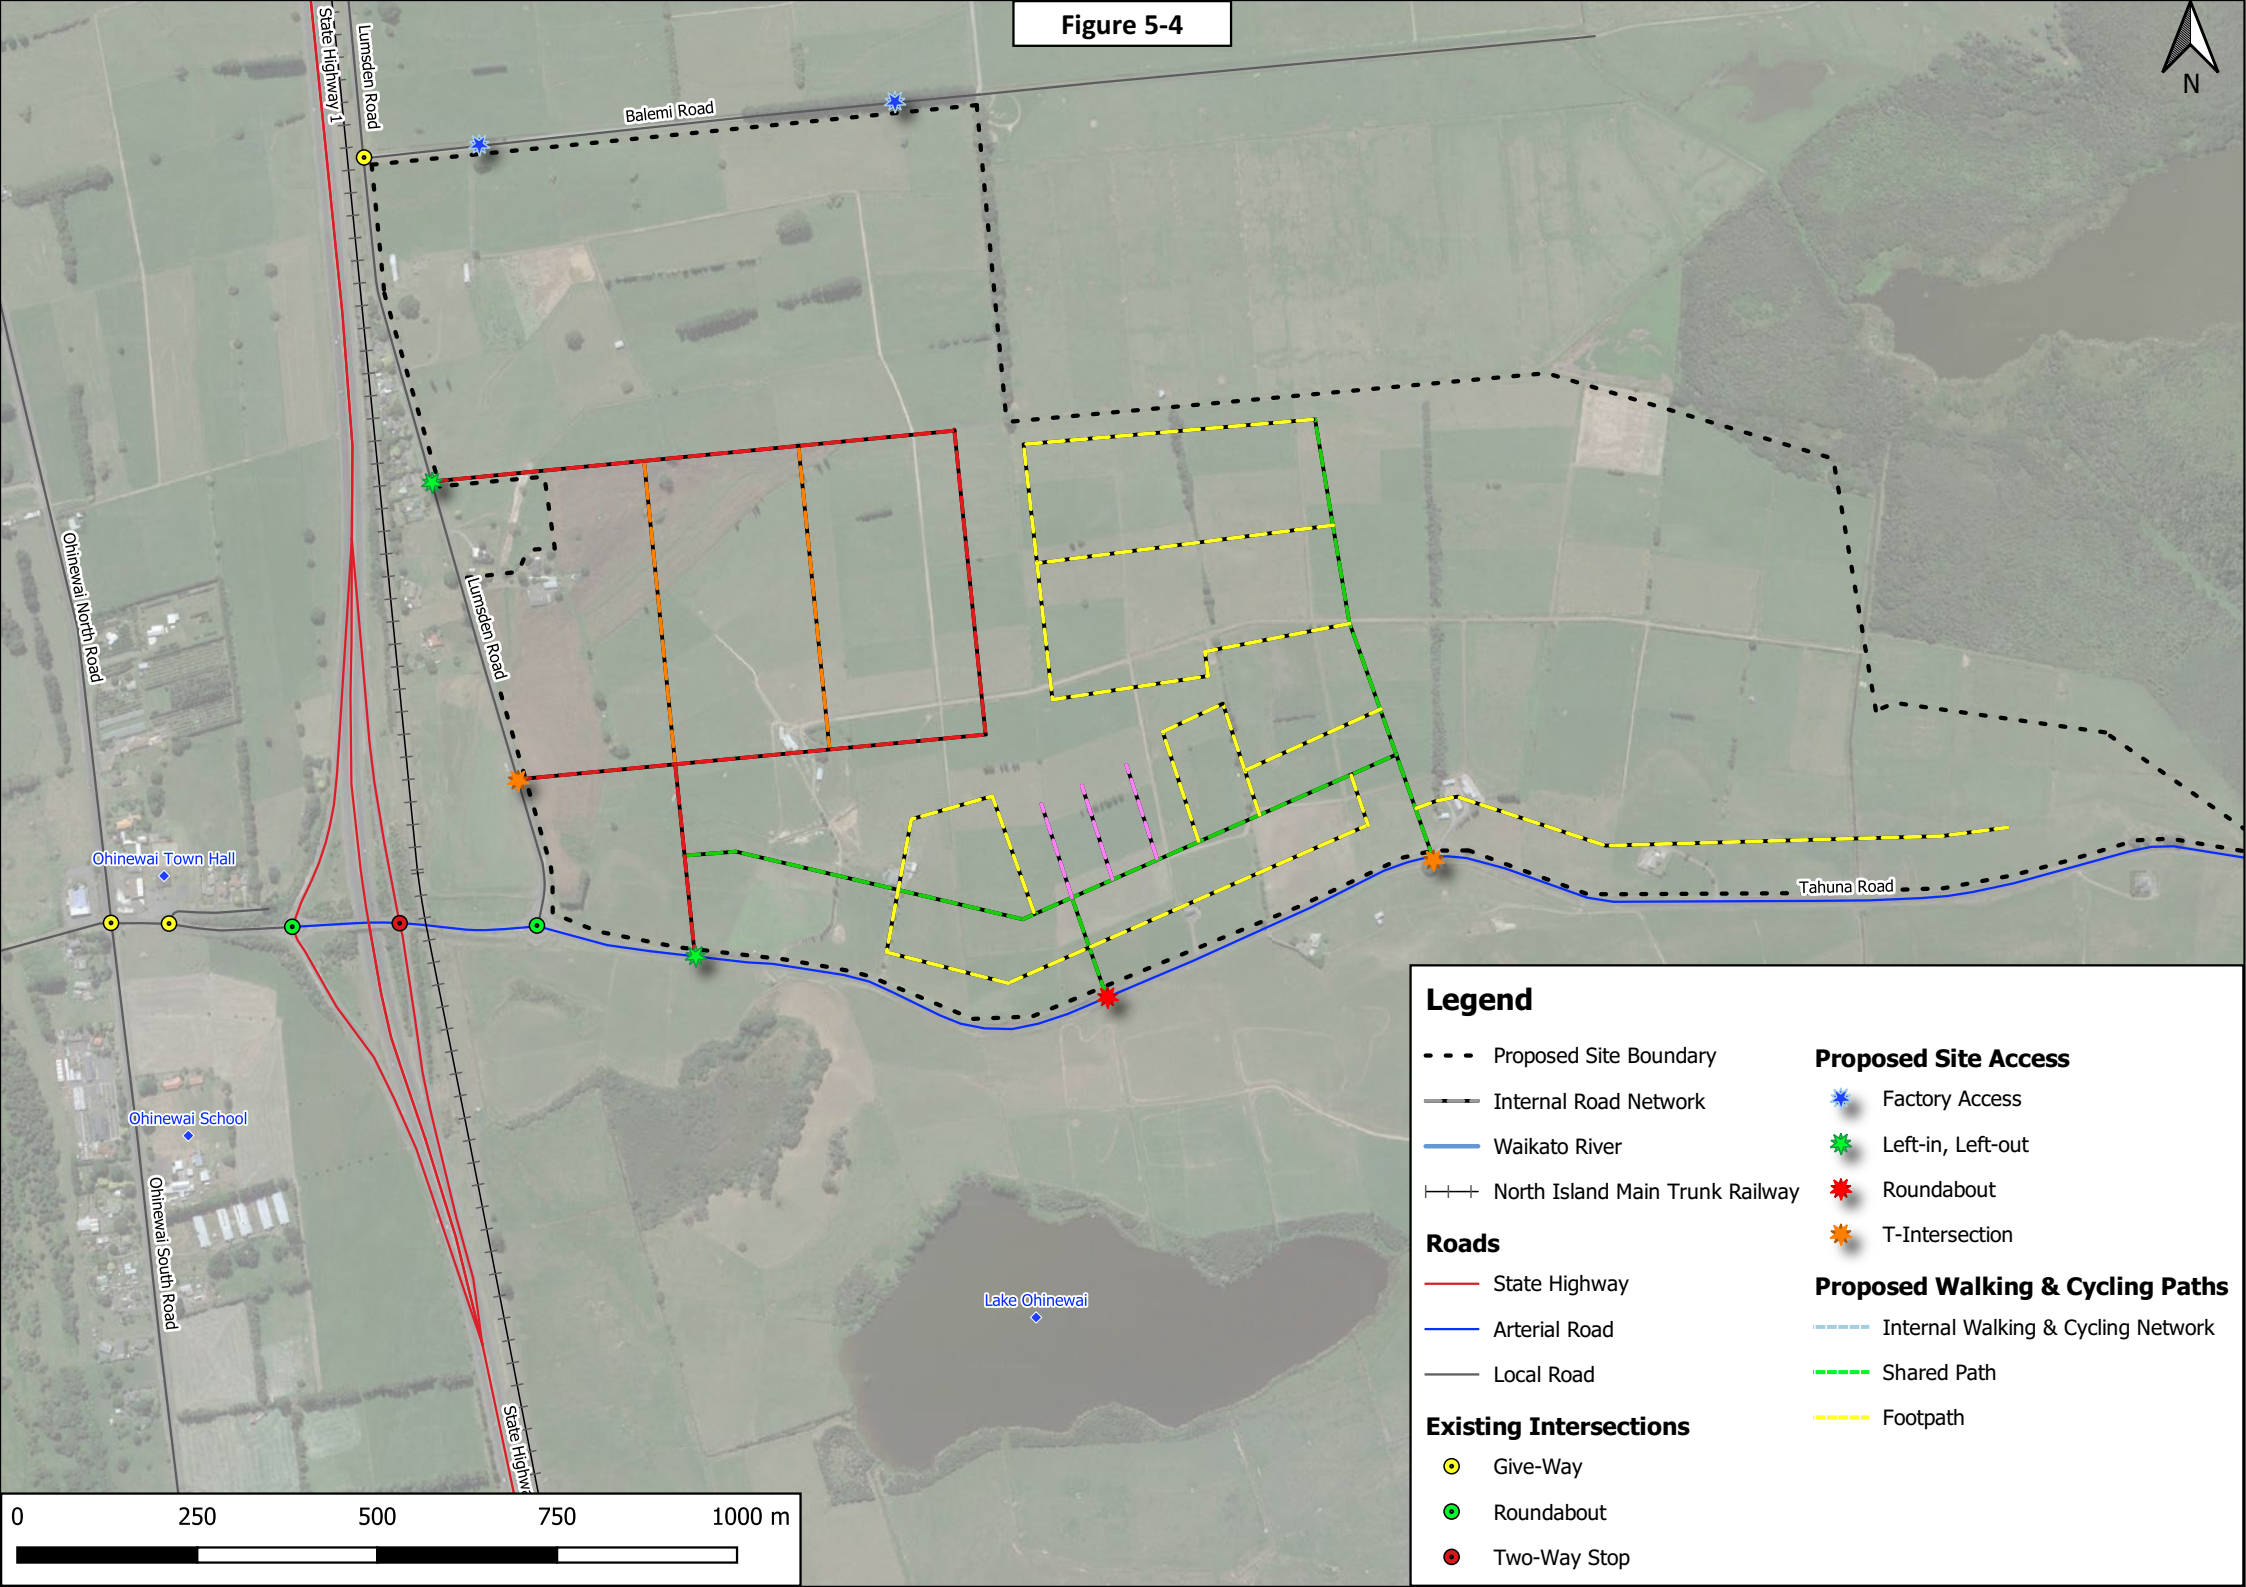 Figure 5-4
N
State Highway 1
Lumsden Road
Balemi Road
Ohinewai North Road
Lumsden Road
Ohinewai Town Hall
Tahuna Road
Ohinewai School
Ohinewai South Road
Lake Ohinewai
State Highwa
0 250 500 750 1000 m
Legend
Proposed Site Boundary
Internal Road Network
Waikato River
North Island Main Trunk Railway
Roads
State Highway
Arterial Road
Local Road
Existing Intersections
Give-Way
Roundabout
Two-Way Stop
Proposed Site Access
Factory Access
Left-in, Left-out
Roundabout
T-Intersection
Proposed Walking & Cycling Paths
Internal Walking & Cycling Network
Shared Path
Footpath